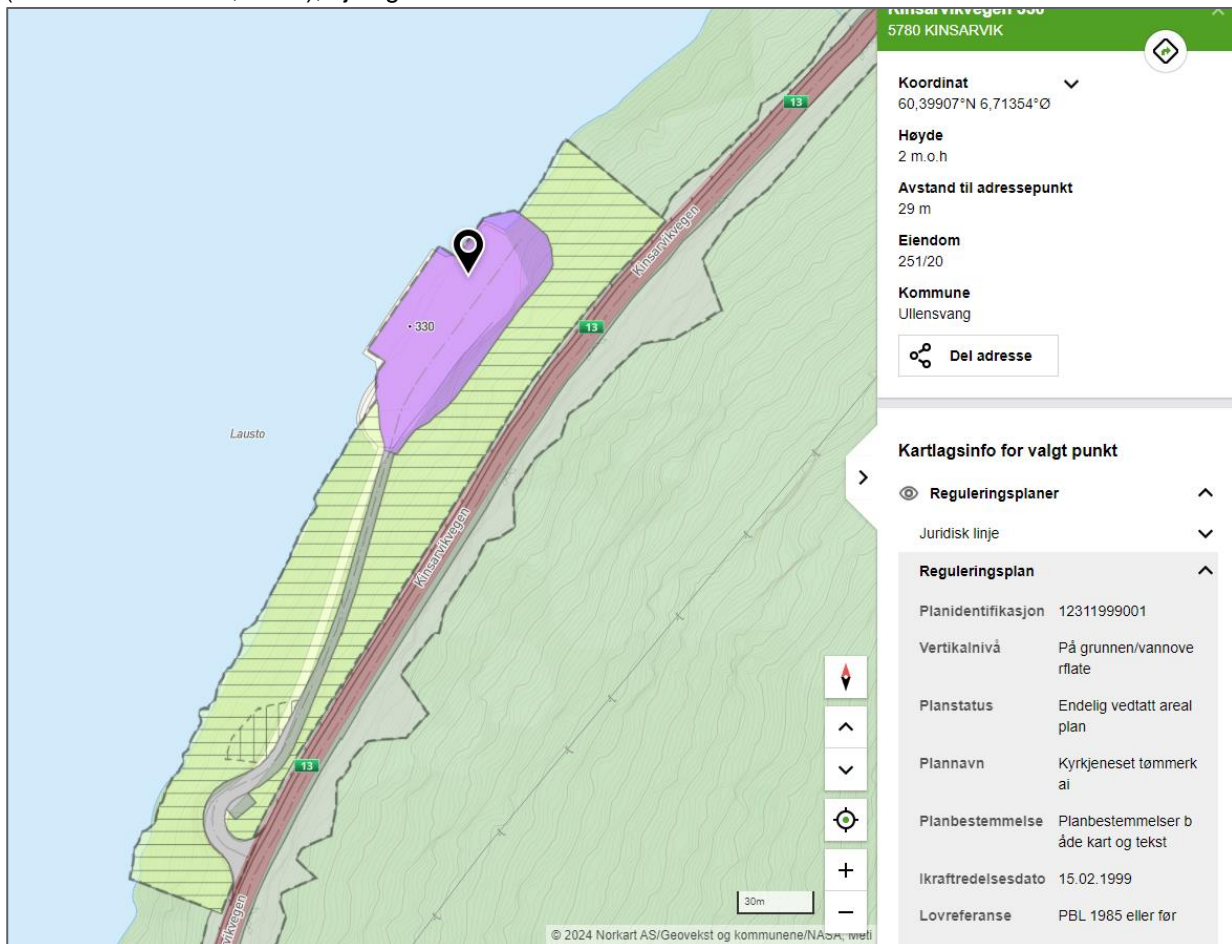 Kinsarvikvegen 330
5780 KINSARVIK
Koordinat
60,39907°N 6,71354°Ø
Høyde
2 m.o.h
Avstand til adressepunkt
29 m
Eiendom
251/20
Kommune
Ullensvang
Del adresse
Kartlagsinfo for valgt punkt
Reguleringsplaner
Juridisk linje
Reguleringsplan
Planidentifikasjon 12311999001
Vertikalnivå På grunnen/vannove
rflate
Planstatus Endelig vedtatt areal
plan
Plannavn Kyrkjeneset tømmerk
ai
Planbestemmelse Planbestemmelser b
åde kart og tekst
Ikraftredelsesdato 15.02.1999
Lovreferanse PBL 1985 eller før
13
Kinsarvikvegen
13
330
Lausto
Kinsarvikvegen
13
vikvegen
30m
© 2024 Norkart AS/Geovekst og kommunene/NASA, Meti